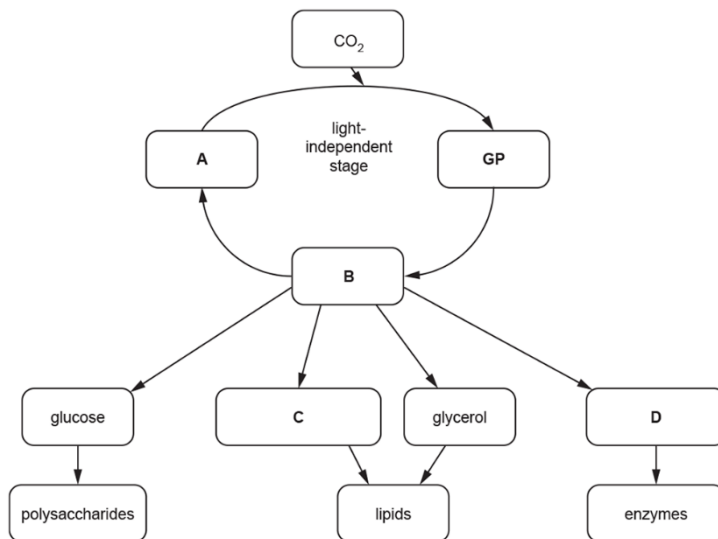 CO₂
light-
independent
stage
A
GP
B
glucose
C
glycerol
D
polysaccharides
lipids
enzymes